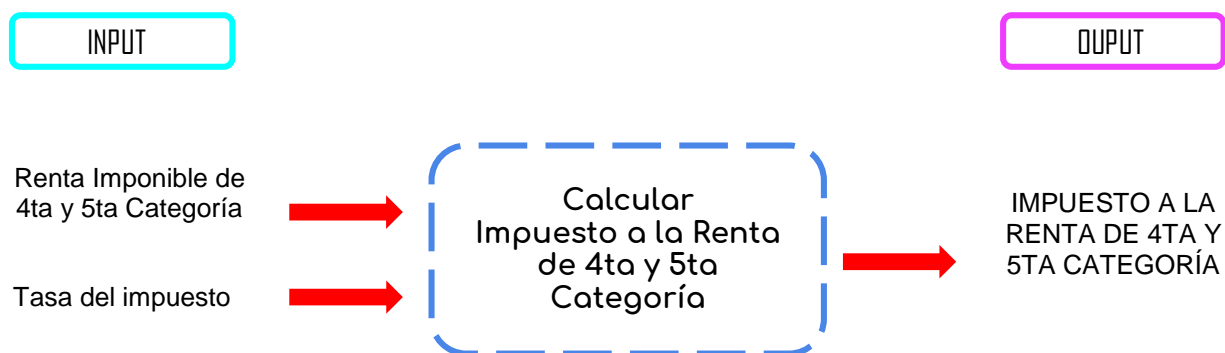 INPUT
OUPUT
Renta Imponible de
4ta y 5ta Categoría
Tasa del impuesto
Calcular
Impuesto a la Renta
de 4ta y 5ta
Categoría
IMPUESTO A LA
RENTA DE 4TA Y
5TA CATEGORÍA